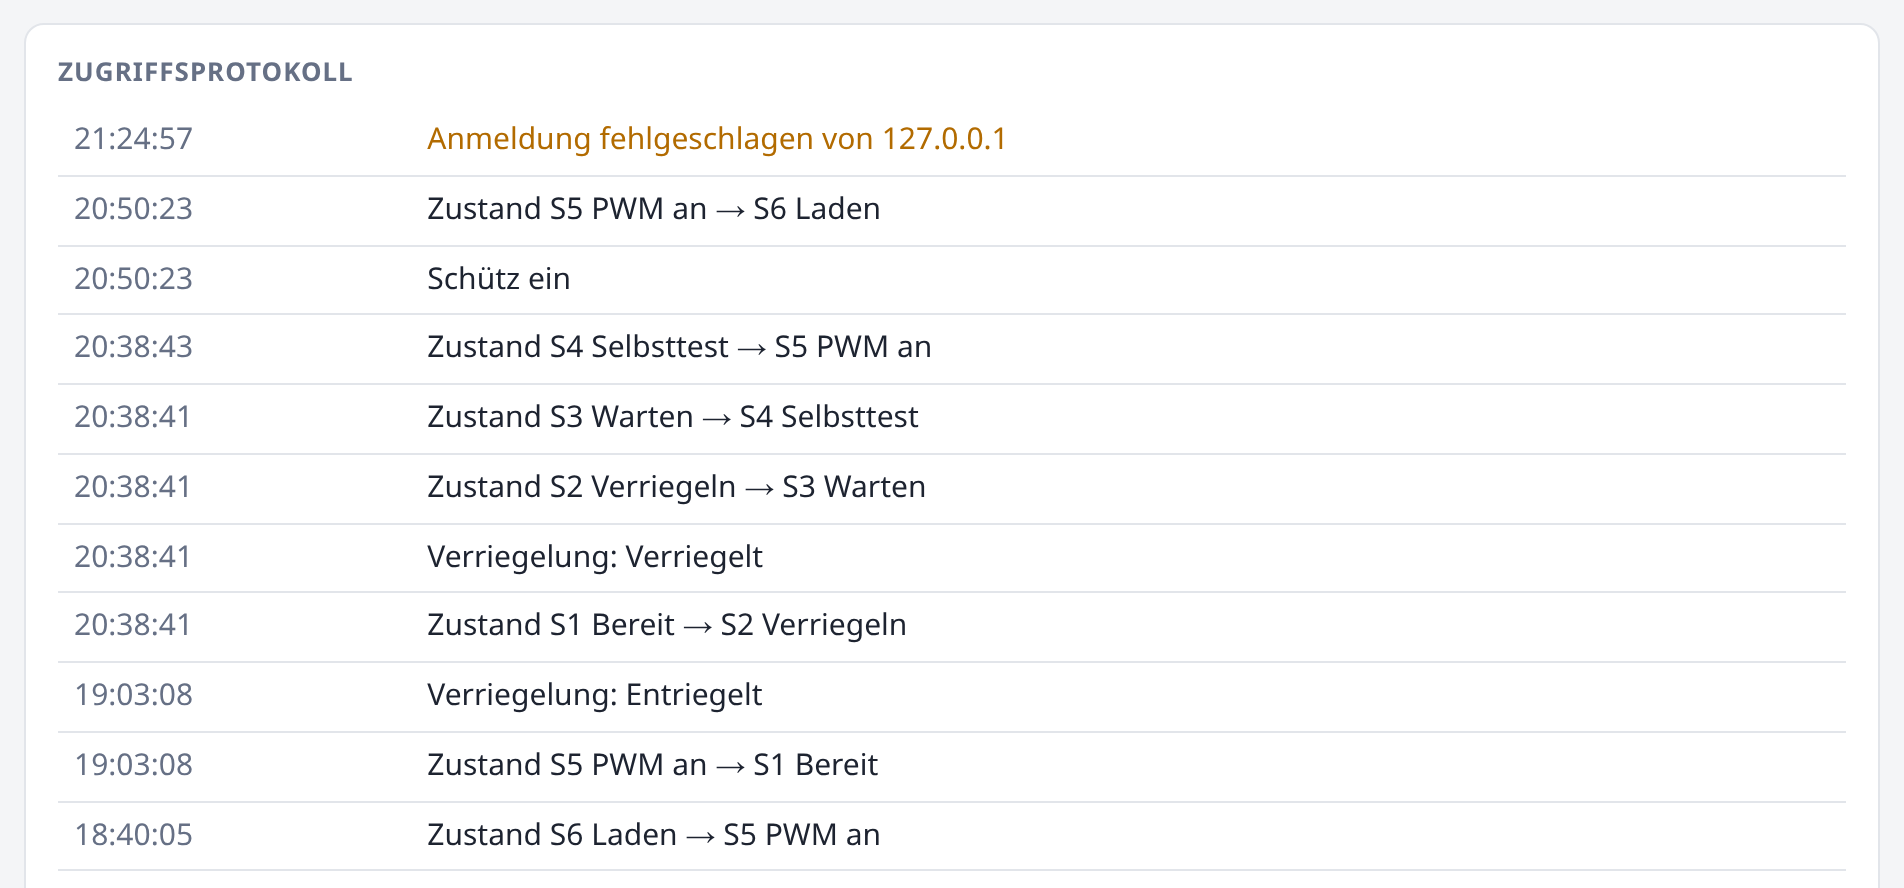 ZUGRIFFSPROTOKOLL
21:24:57 Anmeldung fehlgeschlagen von 127.0.0.1
20:50:23 Zustand S5 PWM an → S6 Laden
20:50:23 Schütz ein
20:38:43 Zustand S4 Selbsttest → S5 PWM an
20:38:41 Zustand S3 Warten → S4 Selbsttest
20:38:41 Zustand S2 Verriegeln → S3 Warten
20:38:41 Verriegelung: Verriegelt
20:38:41 Zustand S1 Bereit → S2 Verriegeln
19:03:08 Verriegelung: Entriegelt
19:03:08 Zustand S5 PWM an → S1 Bereit
18:40:05 Zustand S6 Laden → S5 PWM an